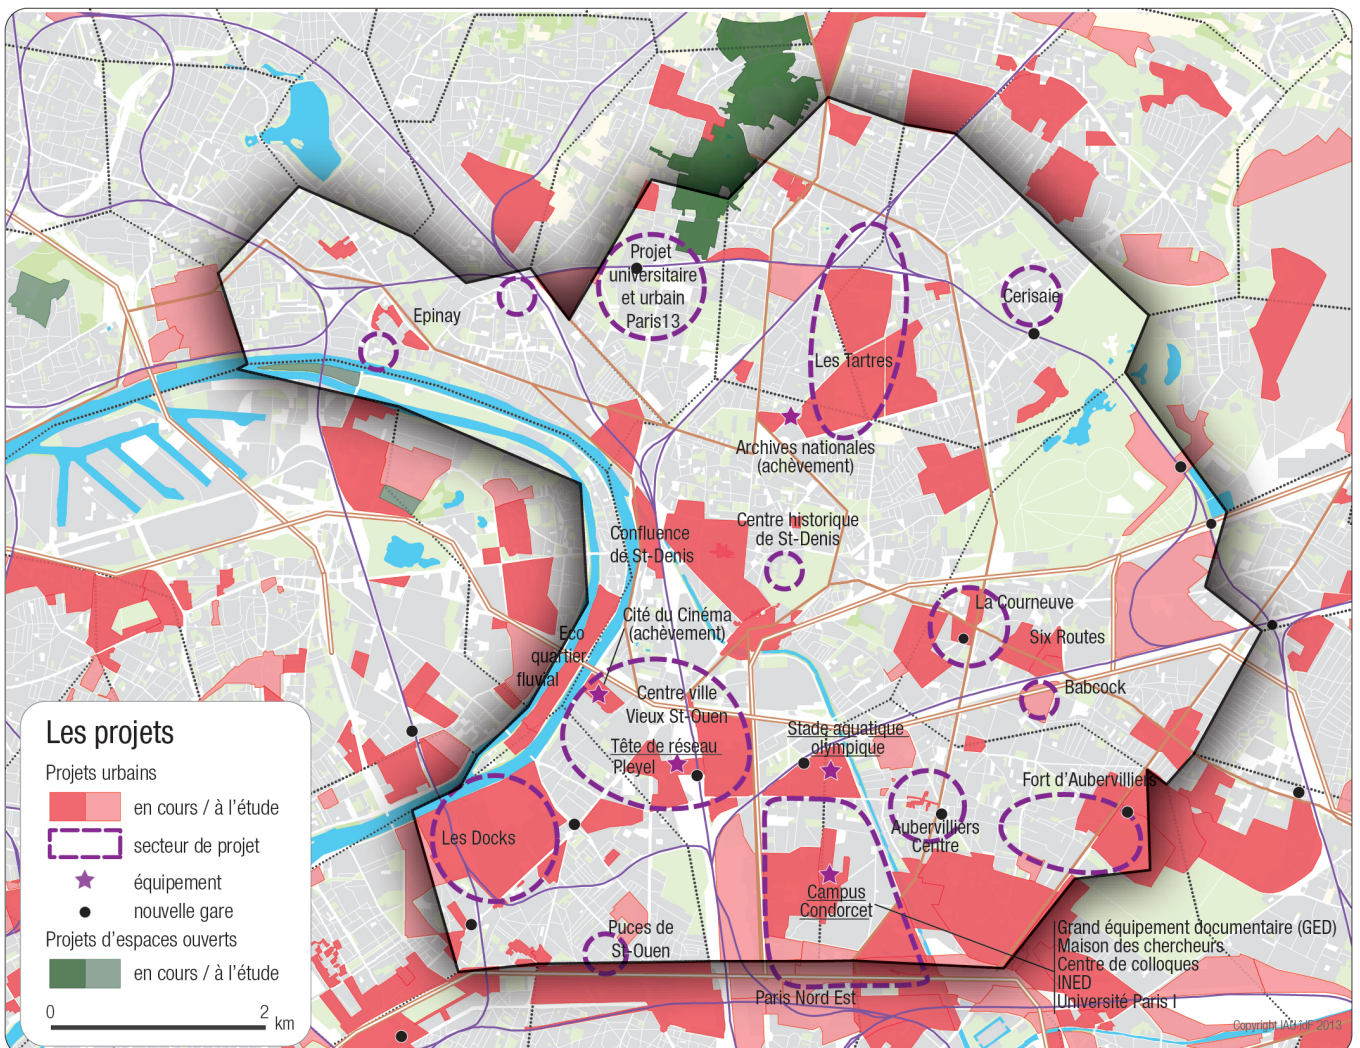 Projet
universitaire
et urbain
Paris13
Cerisaie
Epinay
Les Tartres
Archives nationales
(achèvement)
Centre historique
de St-Denis
Confluence
de St-Denis
La Courneuve
Six Routes
Cité du Cinéma
(achèvement)
Eco
quartier
fluvial
Babcock
Centre ville
Vieux St-Ouen
Stade aquatique
olympique
Tête de réseau
Pleyel
Fort d'Aubervilliers
Les Docks
Aubervilliers
Centre
Campus
Condorcet
Puces de
St-Ouen
Grand équipement documentaire (GED)
Maison des chercheurs
Centre de colloques
INED
Université Paris I
Paris Nord Est
Les projets
Projets urbains
en cours / à l'étude
secteur de projet
équipement
nouvelle gare
Projets d'espaces ouverts
en cours / à l'étude
0 2 km
Copyright IAU îdF 2013